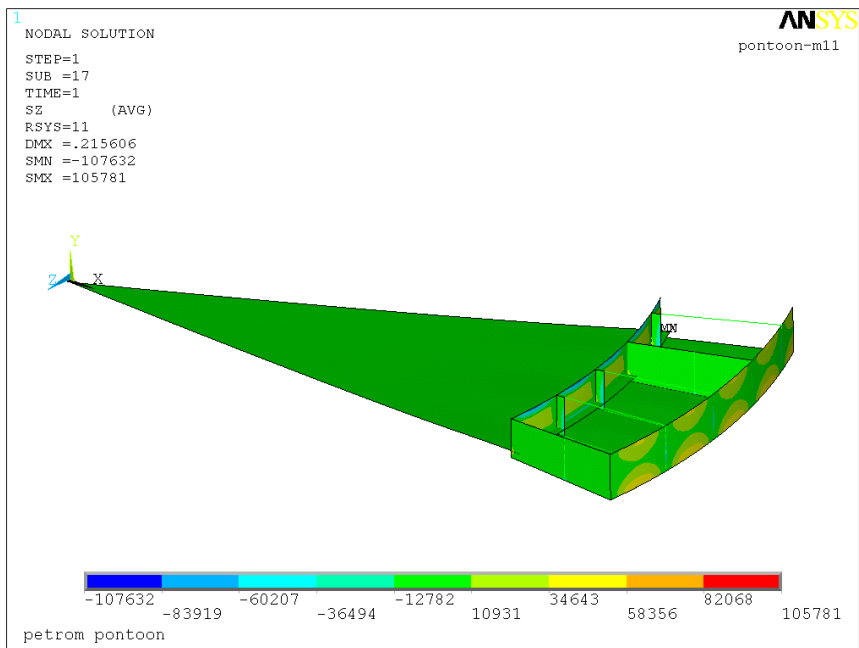 1
ANSYS
NODAL SOLUTION
pontoon-m11
STEP=1
SUB =17
TIME=1
SZ (AVG)
RSYS=11
DMX =.215606
SMN =-107632
SMX =105781
Y
Z X
MN
-107632 -60207 -12782 34643 82068
-83919 -36494 10931 58356 105781
petrom pontoon